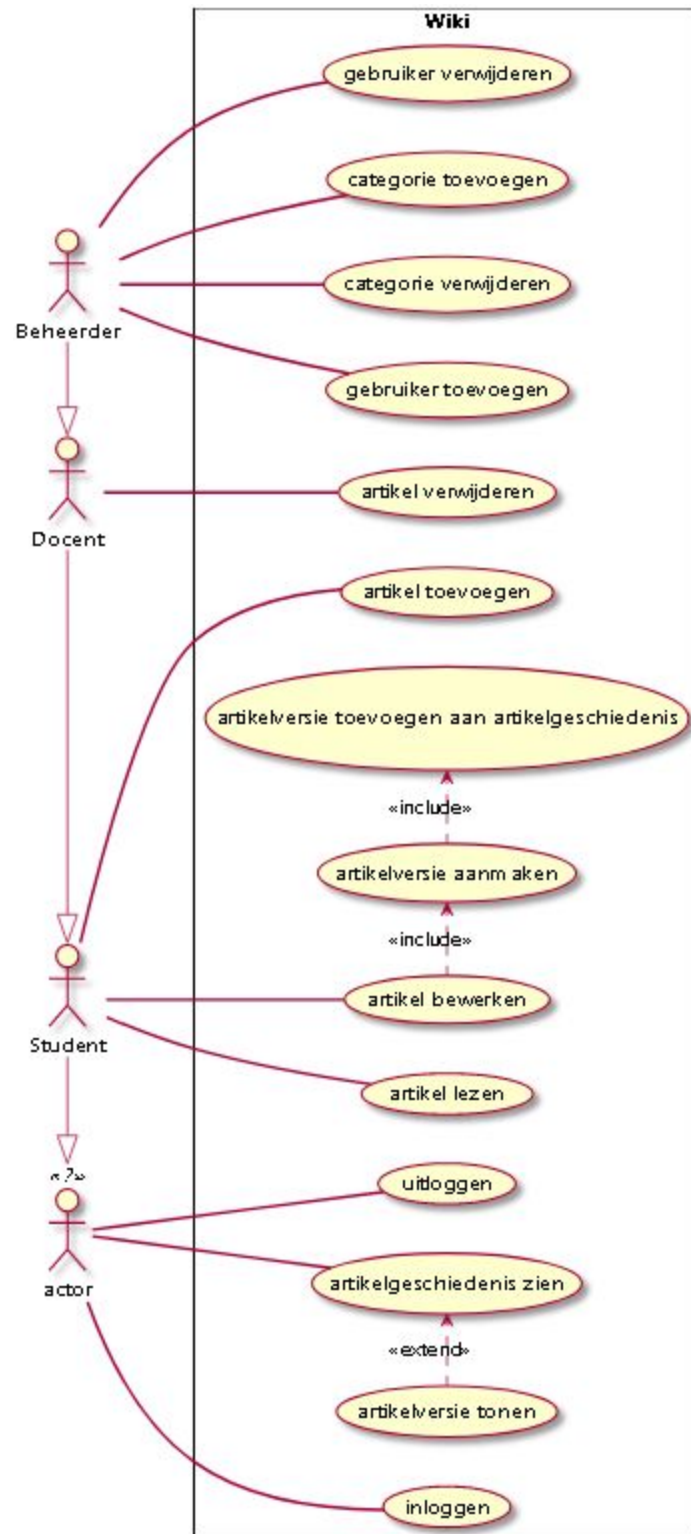 Wiki
gebruiker verwijderen
categorie toevoegen
categorie verwijderen
Beheerder
gebruiker toevoegen
artikel verwijderen
Docent
artikel toevoegen
artikelversie toevoegen aan artikelgeschiedenis
«include»
artikelversie aanmaken
«include»
artikel bewerken
Student
artikel lezen
«?»
uitloggen
artikelgeschiedenis zien
actor
«extend»
artikelversie tonen
inloggen